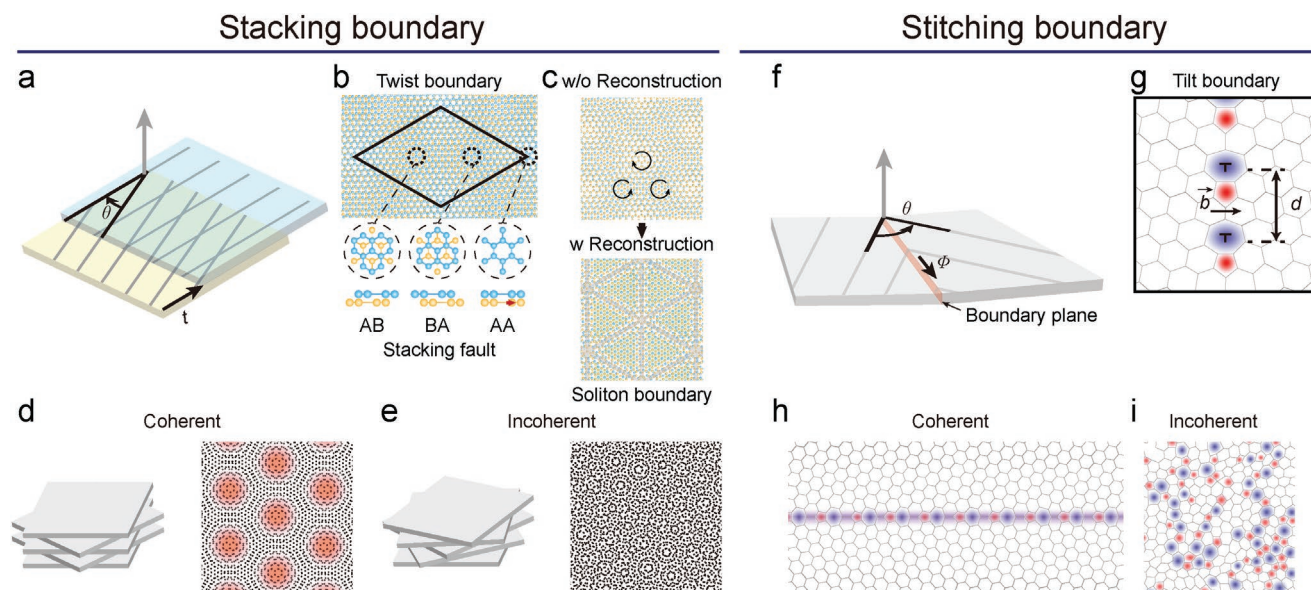 Stacking boundary
Stitching boundary
a
θ
t
b
Twist boundary
AB
BA
AA
Stacking fault
c
w/o Reconstruction
w Reconstruction
Soliton boundary
d
Coherent
e
Incoherent
f
θ
Φ
Boundary plane
g
Tilt boundary
b
d
h
Coherent
i
Incoherent